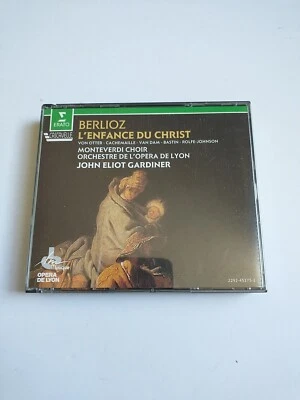 ERATO
BERLIOZ
L'ENFANCE DU CHRIST
VON OTTER · CACHEMAILLE · VAN DAM · BASTIN · ROLFE JOHNSON
MONTEVERDI CHOIR
ORCHESTRE DE L'OPERA DE LYON
JOHN ELIOT GARDINER
OPERA
DE LYON